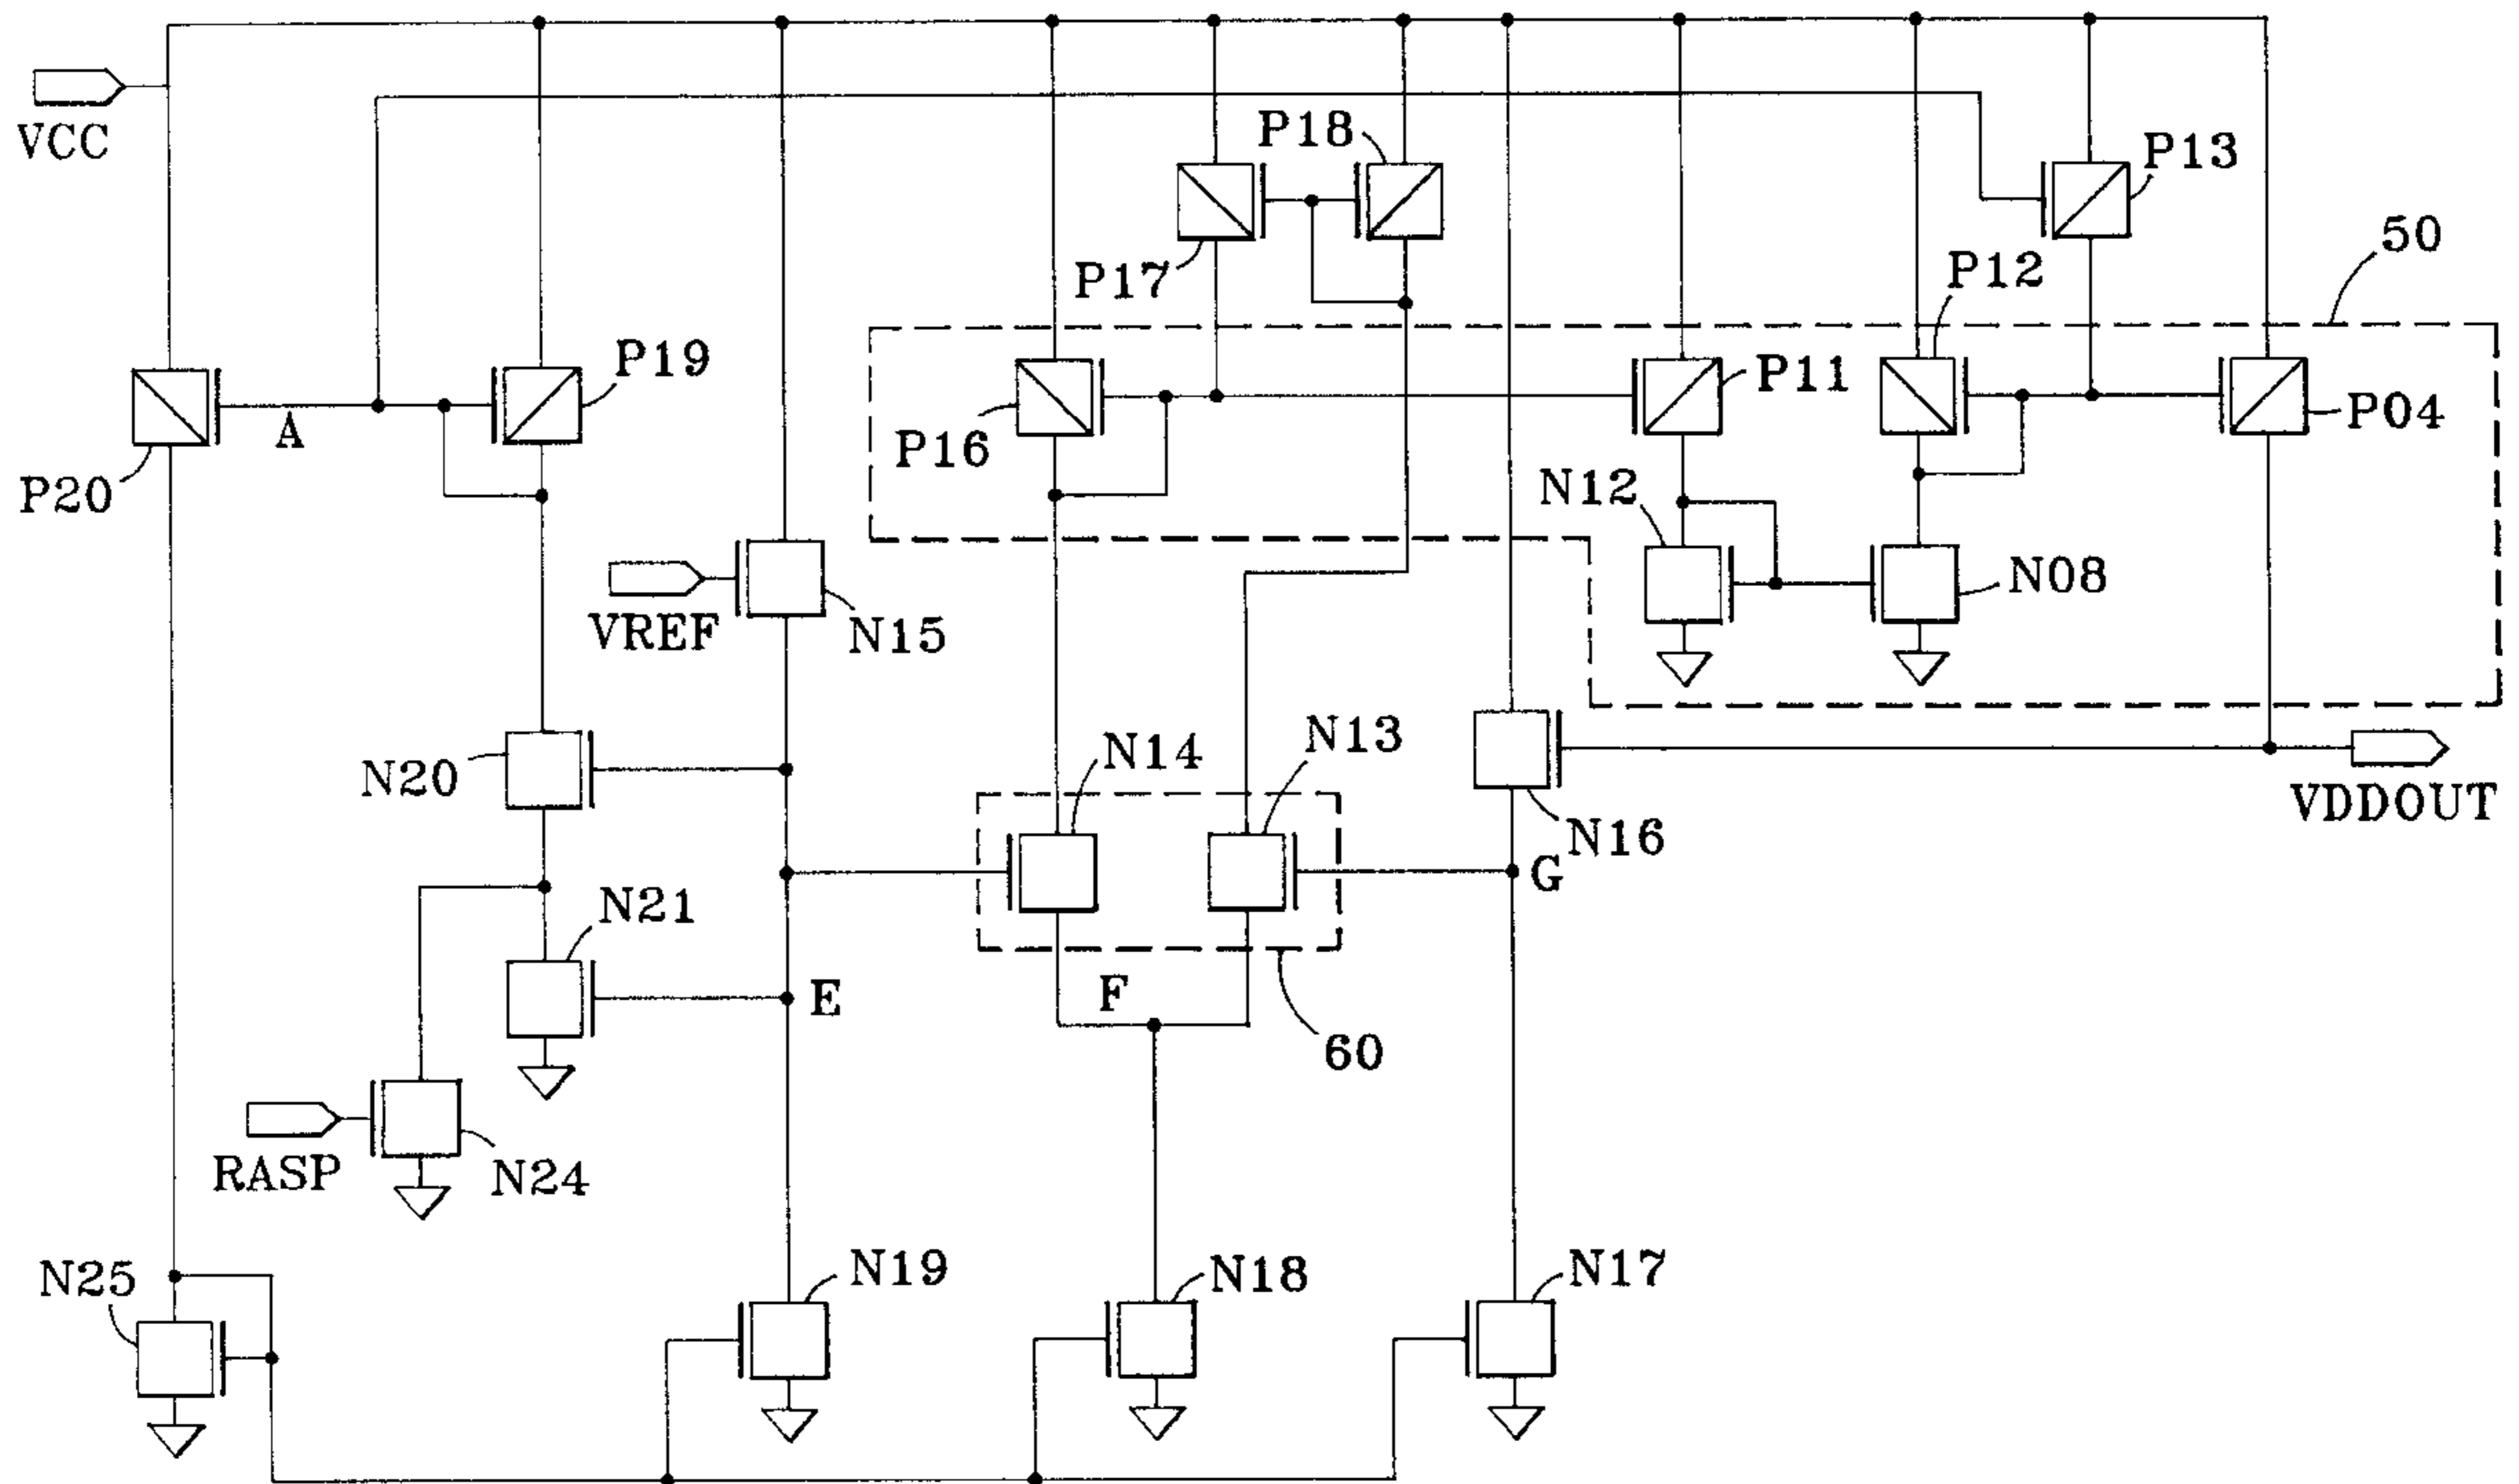 VCC
P18
P13
50
P17
P12
P19
P11
A
P16
P04
P20
N12
N08
VREF
N15
N14
N13
N20
VDDOUT
N16
G
N21
E
F
60
RASP
N24
N25
N19
N18
N17